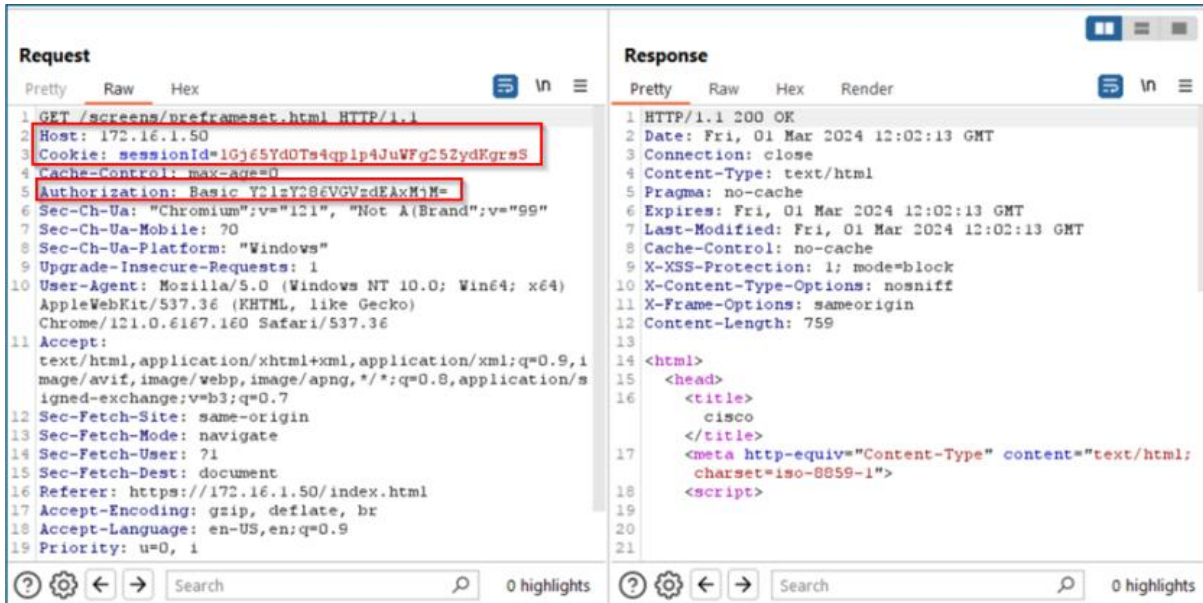 Request
Pretty Raw Hex \n
1 GET /screens/preframeset.html HTTP/1.1
2 Host: 172.16.1.50
3 Cookie: sessionId=
4 Cache-Control: max-age=0
5 Authorization: Basic Y2lzY286VGVzdEAxMjM=
6 Sec-Ch-Ua: "Chromium";v="121", "Not A(Brand";v="99"
7 Sec-Ch-Ua-Mobile: ?0
8 Sec-Ch-Ua-Platform: "Windows"
9 Upgrade-Insecure-Requests: 1
10 User-Agent: Mozilla/5.0 (Windows NT 10.0; Win64; x64)
AppleWebKit/537.36 (KHTML, like Gecko)
Chrome/121.0.6167.160 Safari/537.36
11 Accept:
text/html,application/xhtml+xml,application/xml;q=0.9,i
mage/avif,image/webp,image/apng,*/*;q=0.8,application/s
igned-exchange;v=b3;q=0.7
12 Sec-Fetch-Site: same-origin
13 Sec-Fetch-Mode: navigate
14 Sec-Fetch-User: ?1
15 Sec-Fetch-Dest: document
16 Referer: https://172.16.1.50/index.html
17 Accept-Encoding: gzip, deflate, br
18 Accept-Language: en-US,en;q=0.9
19 Priority: u=0, i
Search 0 highlights
Response
Pretty Raw Hex Render \n
1 HTTP/1.1 200 OK
2 Date: Fri, 01 Mar 2024 12:02:13 GMT
3 Connection: close
4 Content-Type: text/html
5 Pragma: no-cache
6 Expires: Fri, 01 Mar 2024 12:02:13 GMT
7 Last-Modified: Fri, 01 Mar 2024 12:02:13 GMT
8 Cache-Control: no-cache
9 X-XSS-Protection: 1; mode=block
10 X-Content-Type-Options: nosniff
11 X-Frame-Options: sameorigin
12 Content-Length: 759
13
14 <html>
15 <head>
16 <title>
cisco
</title>
17 <meta http-equiv="Content-Type" content="text/html;
charset=iso-8859-1">
18 <script>
19
20
21
Search 0 highlights